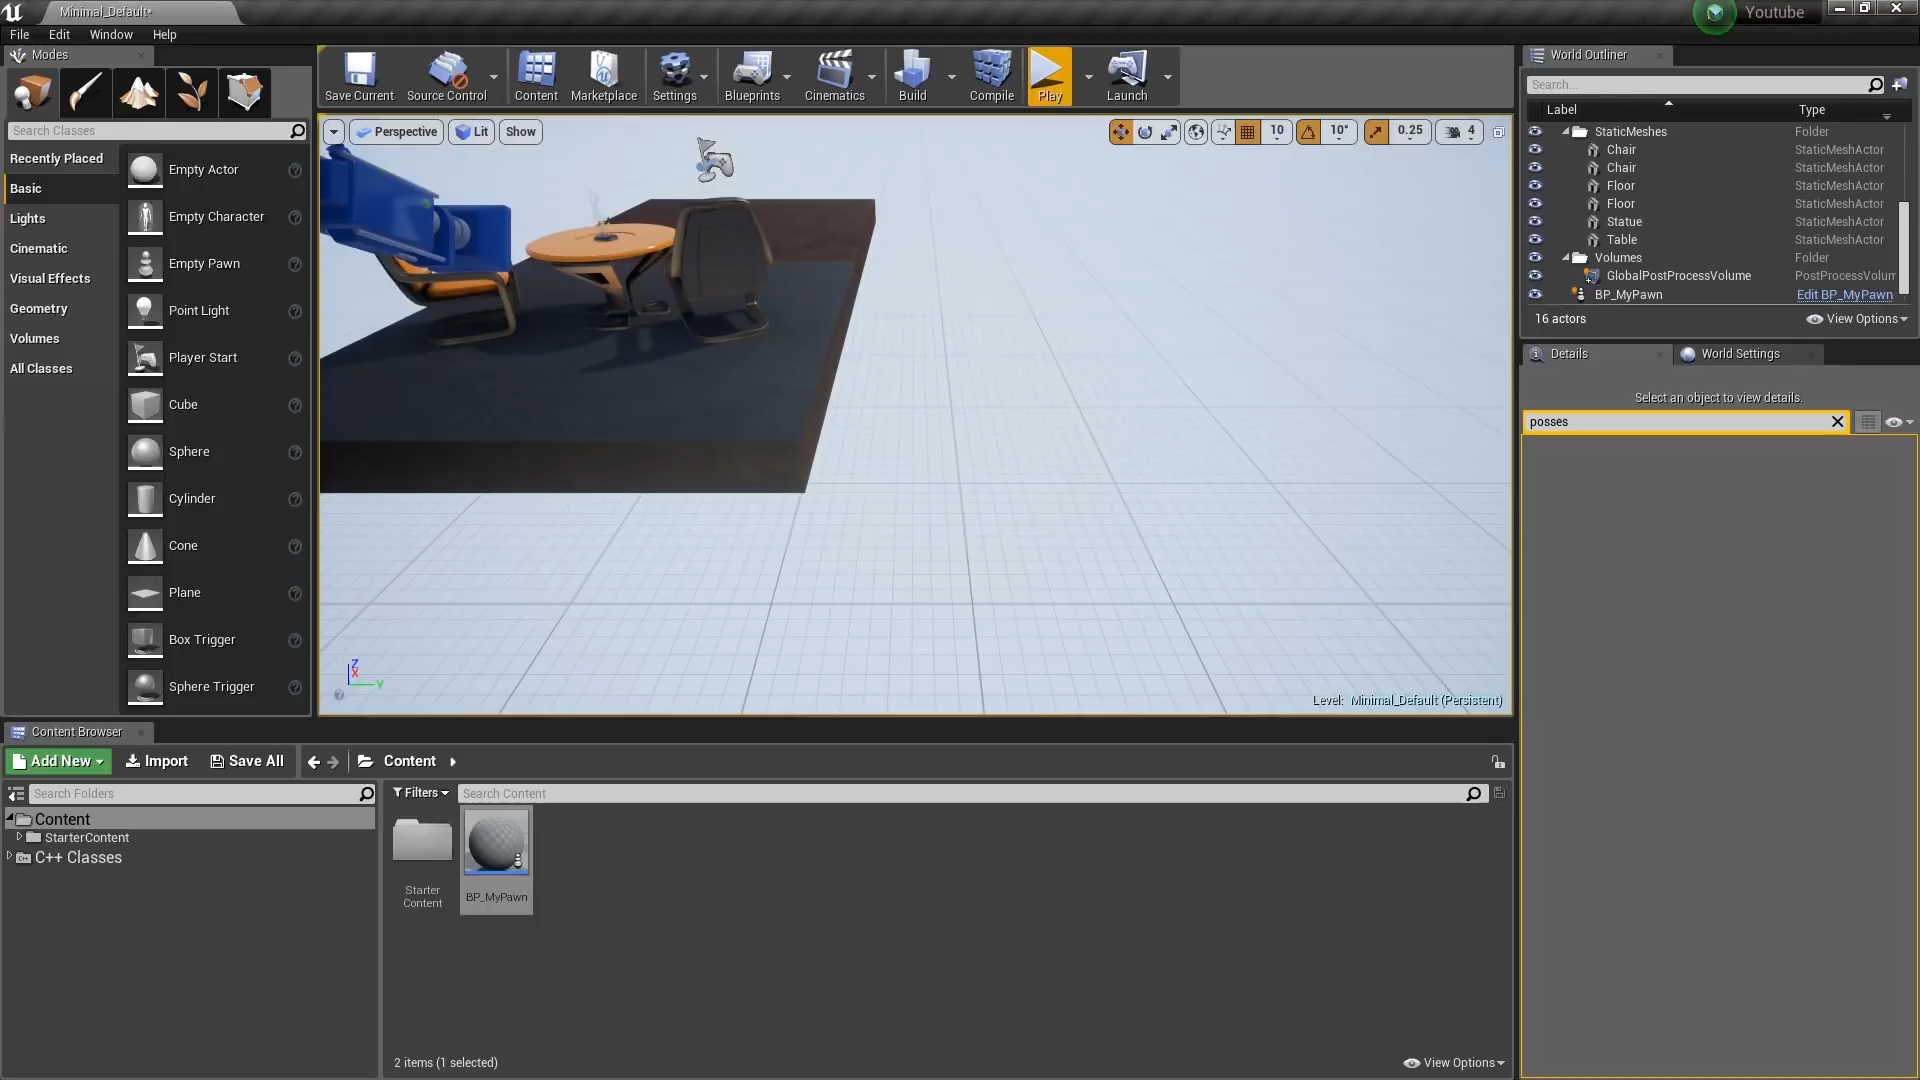 Minimal_Default*
Youtube
File Edit Window Help
Modes
Search Classes
Recently Placed
Basic
Lights
Cinematic
Visual Effects
Geometry
Volumes
All Classes
Empty Actor
Empty Character
Empty Pawn
Point Light
Player Start
Cube
Sphere
Cylinder
Cone
Plane
Box Trigger
Sphere Trigger
Save Current Source Control Content Marketplace Settings Blueprints Cinematics Build Compile Play Launch
Perspective Lit Show
10 10° 0.25 4
Z
X
Y
Level: Minimal_Default (Persistent)
World Outliner
Search...
Label Type
StaticMeshes Folder
Chair StaticMeshActor
Chair StaticMeshActor
Floor StaticMeshActor
Floor StaticMeshActor
Statue StaticMeshActor
Table StaticMeshActor
Volumes Folder
GlobalPostProcessVolume PostProcessVolum
BP_MyPawn Edit BP_MyPawn
16 actors View Options
Details World Settings
Select an object to view details.
posses
Content Browser
Add New Import Save All Content
Search Folders
Content
StarterContent
C++ Classes
Filters Search Content
Starter
Content
BP_MyPawn
2 items (1 selected) View Options